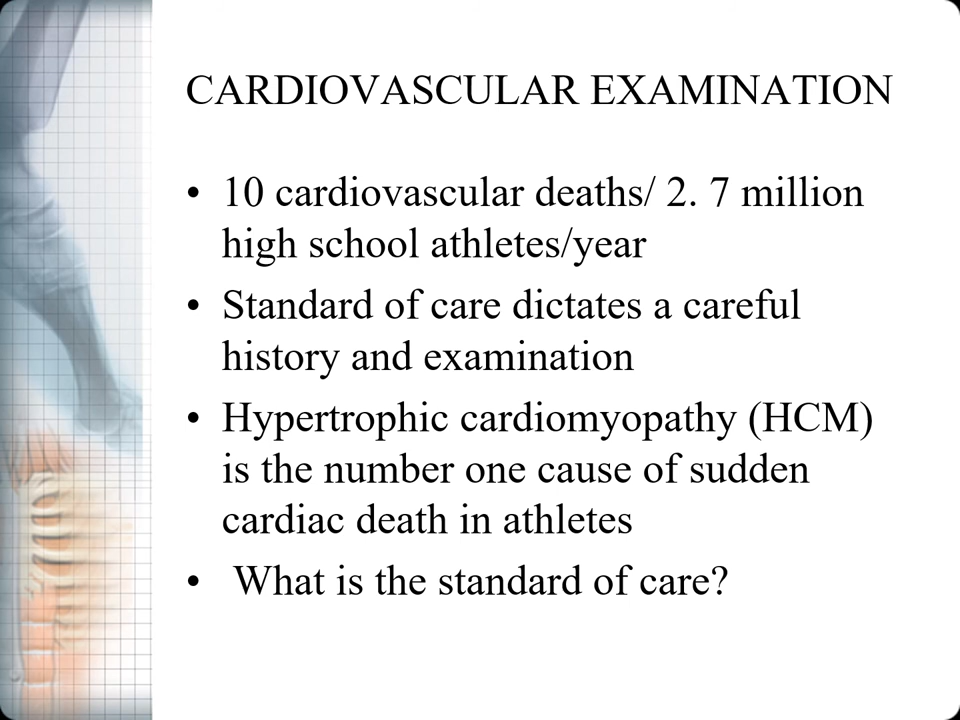 CARDIOVASCULAR EXAMINATION
• 10 cardiovascular deaths/ 2. 7 million
high school athletes/year
• Standard of care dictates a careful
history and examination
• Hypertrophic cardiomyopathy (HCM)
is the number one cause of sudden
cardiac death in athletes
• What is the standard of care?